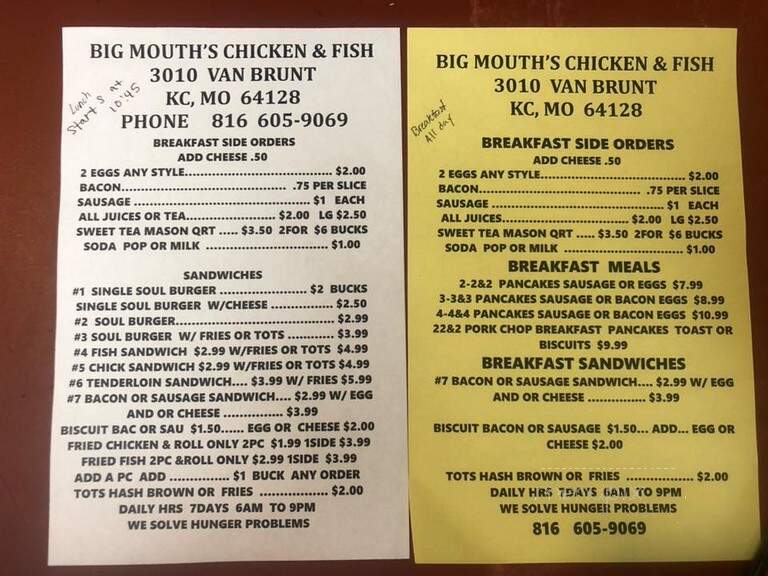 BIG MOUTH'S CHICKEN & FISH
3010 VAN BRUNT
KC, MO 64128
PHONE 816 605-9069
Lunch
Starts at
10:45
BREAKFAST SIDE ORDERS
ADD CHEESE .50
2 EGGS ANY STYLE........................................ $2.00
BACON........................................ .75 PER SLICE
SAUSAGE ........................................ $1 EACH
ALL JUICES OR TEA........................ $2.00 LG $2.50
SWEET TEA MASON QRT ..... $3.50 2FOR $6 BUCKS
SODA POP OR MILK ........................... $1.00
SANDWICHES
#1 SINGLE SOUL BURGER ..................... $2 BUCKS
SINGLE SOUL BURGER W/CHEESE ................ $2.50
#2 SOUL BURGER................................... $2.99
#3 SOUL BURGER W/ FRIES OR TOTS ............. $3.99
#4 FISH SANDWICH $2.99 W/FRIES OR TOTS $4.99
#5 CHICK SANDWICH $2.99 W/FRIES OR TOTS $4.99
#6 TENDERLOIN SANDWICH.... $3.99 W/ FRIES $5.99
#7 BACON OR SAUSAGE SANDWICH.... $2.99 W/ EGG
AND OR CHEESE ............... $3.99
BISCUIT BAC OR SAU $1.50...... EGG OR CHEESE $2.00
FRIED CHICKEN & ROLL ONLY 2PC $1.99 1SIDE $3.99
FRIED FISH 2PC &ROLL ONLY $2.99 1SIDE $3.99
ADD A PC ADD ............... $1 BUCK ANY ORDER
TOTS HASH BROWN OR FRIES ................. $2.00
DAILY HRS 7DAYS 6AM TO 9PM
WE SOLVE HUNGER PROBLEMS
BIG MOUTH'S CHICKEN & FISH
3010 VAN BRUNT
KC, MO 64128
Breakfast
All day
BREAKFAST SIDE ORDERS
ADD CHEESE .50
2 EGGS ANY STYLE........................................ $2.00
BACON........................................ .75 PER SLICE
SAUSAGE ........................................ $1 EACH
ALL JUICES............................... $2.00 LG $2.50
SWEET TEA MASON QRT ..... $3.50 2FOR $6 BUCKS
SODA POP OR MILK ........................... $1.00
BREAKFAST MEALS
2-2&2 PANCAKES SAUSAGE OR EGGS $7.99
3-3&3 PANCAKES SAUSAGE OR BACON EGGS $8.99
4-4&4 PANCAKES SAUSAGE OR BACON EGGS $10.99
22&2 PORK CHOP BREAKFAST PANCAKES TOAST OR
BISCUITS $9.99
BREAKFAST SANDWICHES
#7 BACON OR SAUSAGE SANDWICH.... $2.99 W/ EGG
AND OR CHEESE ............... $3.99
BISCUIT BACON OR SAUSAGE $1.50... ADD... EGG OR
CHEESE $2.00
TOTS HASH BROWN OR FRIES ................. $2.00
DAILY HRS 7DAYS 6AM TO 9PM
WE SOLVE HUNGER PROBLEMS
816 605-9069